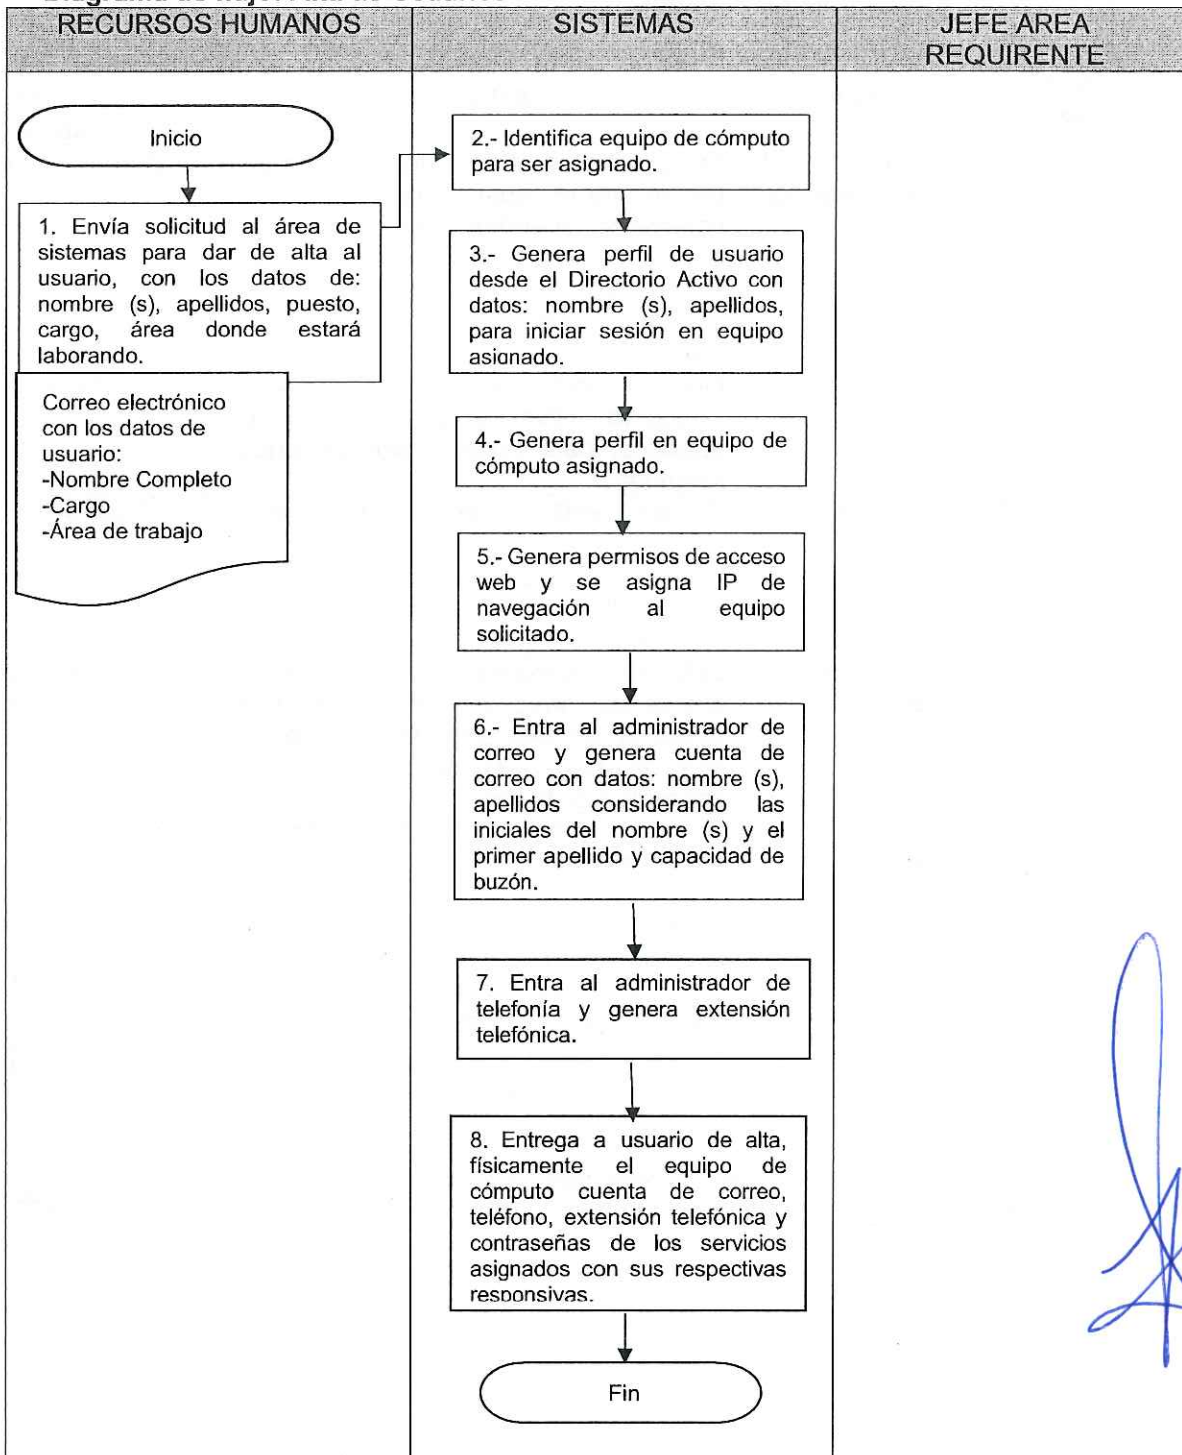 RECURSOS HUMANOS
SISTEMAS
JEFE AREA
REQUIRENTE
Inicio
1. Envía solicitud al área de
sistemas para dar de alta al
usuario, con los datos de:
nombre (s), apellidos, puesto,
cargo, área donde estará
laborando.
Correo electrónico
con los datos de
usuario:
-Nombre Completo
-Cargo
-Área de trabajo
2.- Identifica equipo de cómputo
para ser asignado.
3.- Genera perfil de usuario
desde el Directorio Activo con
datos: nombre (s), apellidos,
para iniciar sesión en equipo
asignado.
4.- Genera perfil en equipo de
cómputo asignado.
5.- Genera permisos de acceso
web y se asigna IP de
navegación al equipo
solicitado.
6.- Entra al administrador de
correo y genera cuenta de
correo con datos: nombre (s),
apellidos considerando las
iniciales del nombre (s) y el
primer apellido y capacidad de
buzón.
7. Entra al administrador de
telefonía y genera extensión
telefónica.
8. Entrega a usuario de alta,
físicamente el equipo de
cómputo cuenta de correo,
teléfono, extensión telefónica y
contraseñas de los servicios
asignados con sus respectivas
responsivas.
Fin